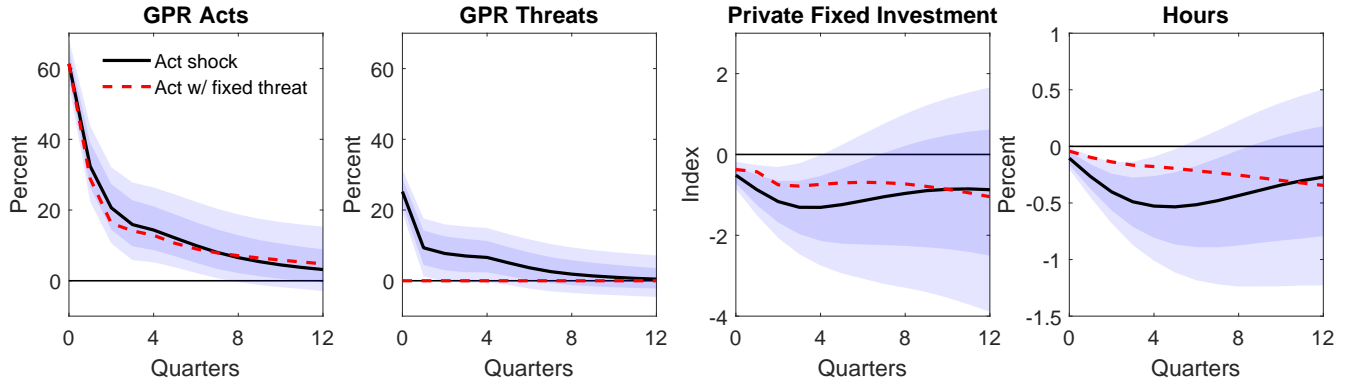 GPR Acts
GPR Threats
Private Fixed Investment
Hours
Act shock
Act w/ fixed threat
Percent
60
40
20
0
0
4
8
12
Quarters
Percent
60
40
20
0
0
4
8
12
Quarters
Index
2
0
-2
-4
0
4
8
12
Quarters
Percent
1
0.5
0
-0.5
-1
-1.5
0
4
8
12
Quarters